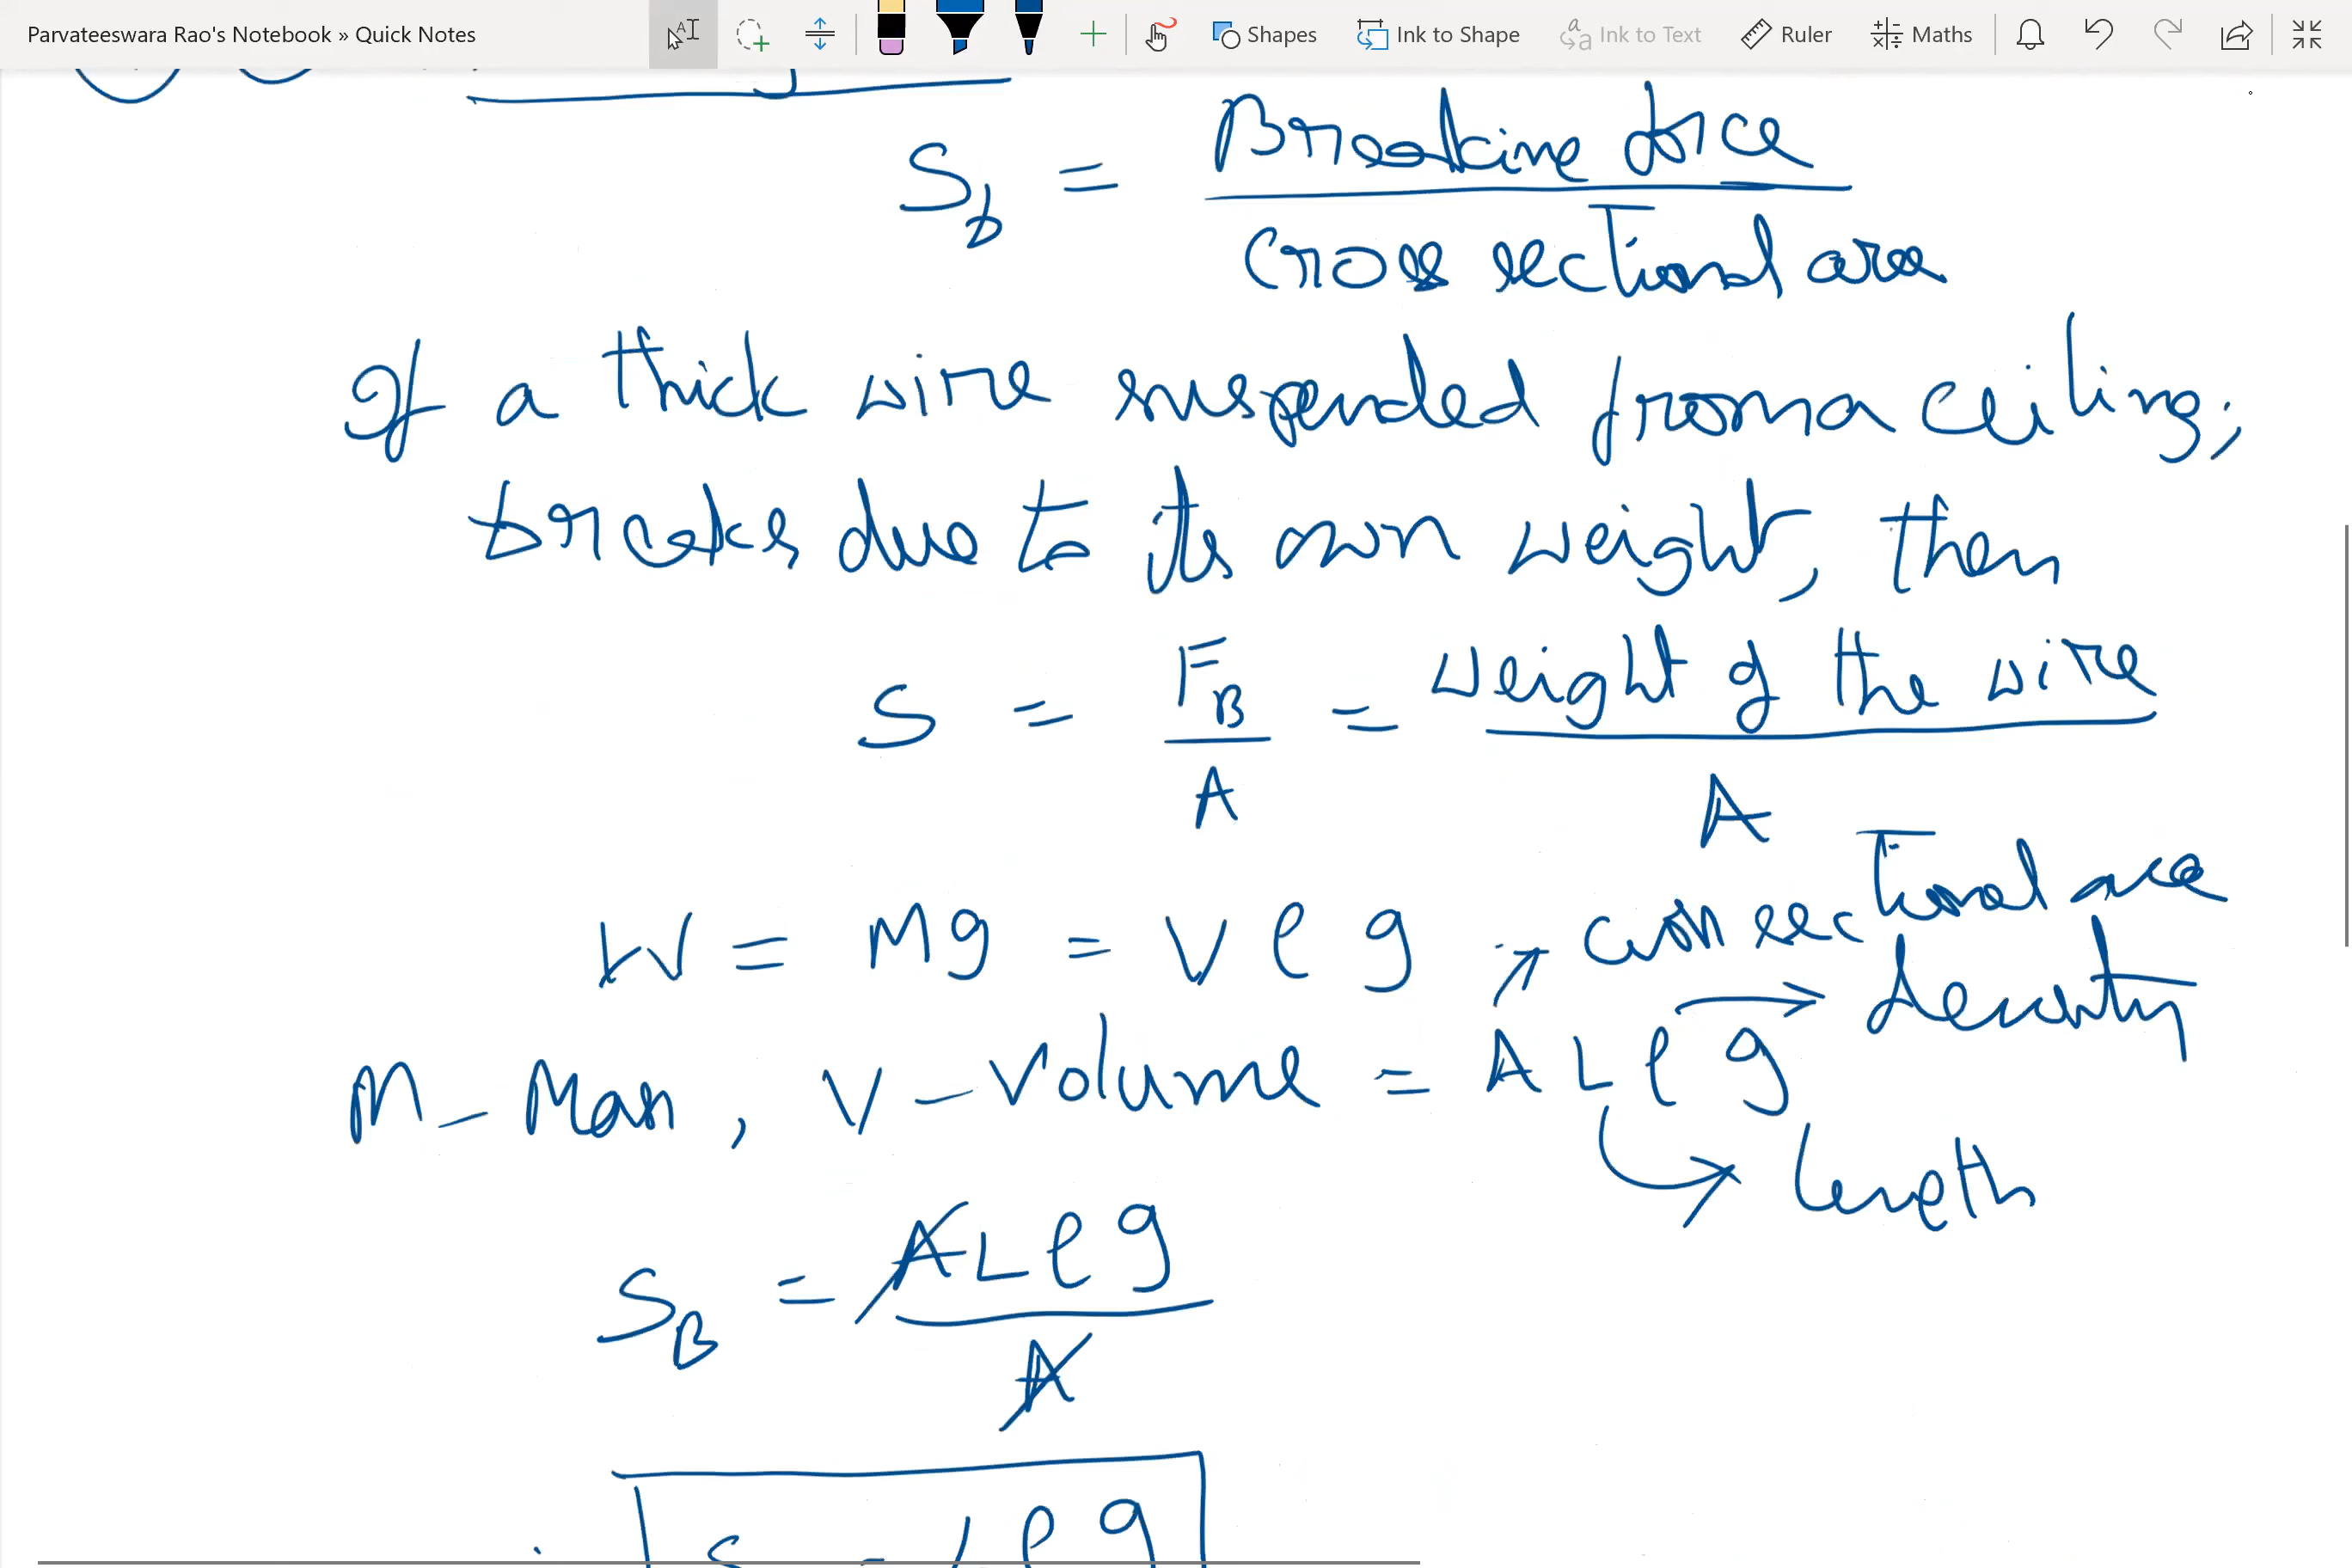 Parvateeswara Rao's Notebook » Quick Notes Shapes Ink to Shape Ink to Text Ruler Maths
S_b = Breaking force / Cross sectional area
If a thick wire suspended from a ceiling,
breaks due to its own weight, then
S = F_B / A = weight of the wire / A
W = Mg = Vρg
cross sectional area
density
M - Mass, V - Volume = ALρg
length
S_B = ALρg / A
∴ S = Lρg